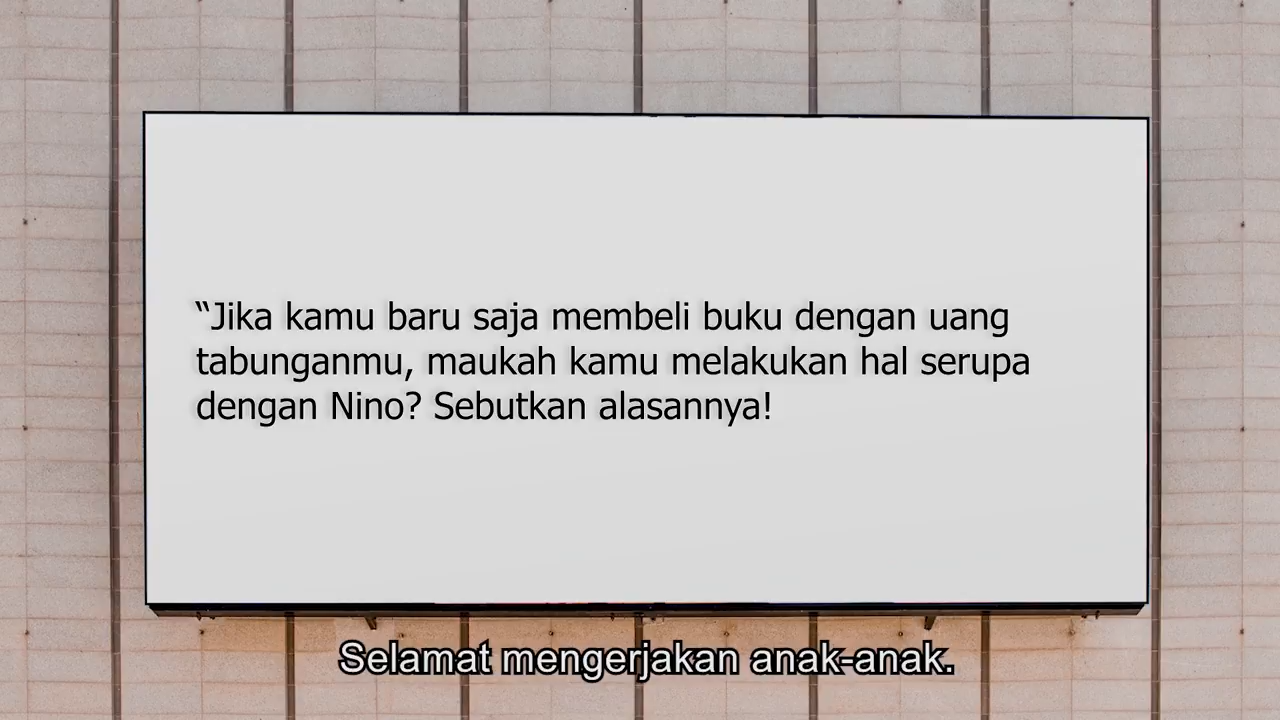 “Jika kamu baru saja membeli buku dengan uang
tabunganmu, maukah kamu melakukan hal serupa
dengan Nino? Sebutkan alasannya!
Selamat mengerjakan anak-anak.